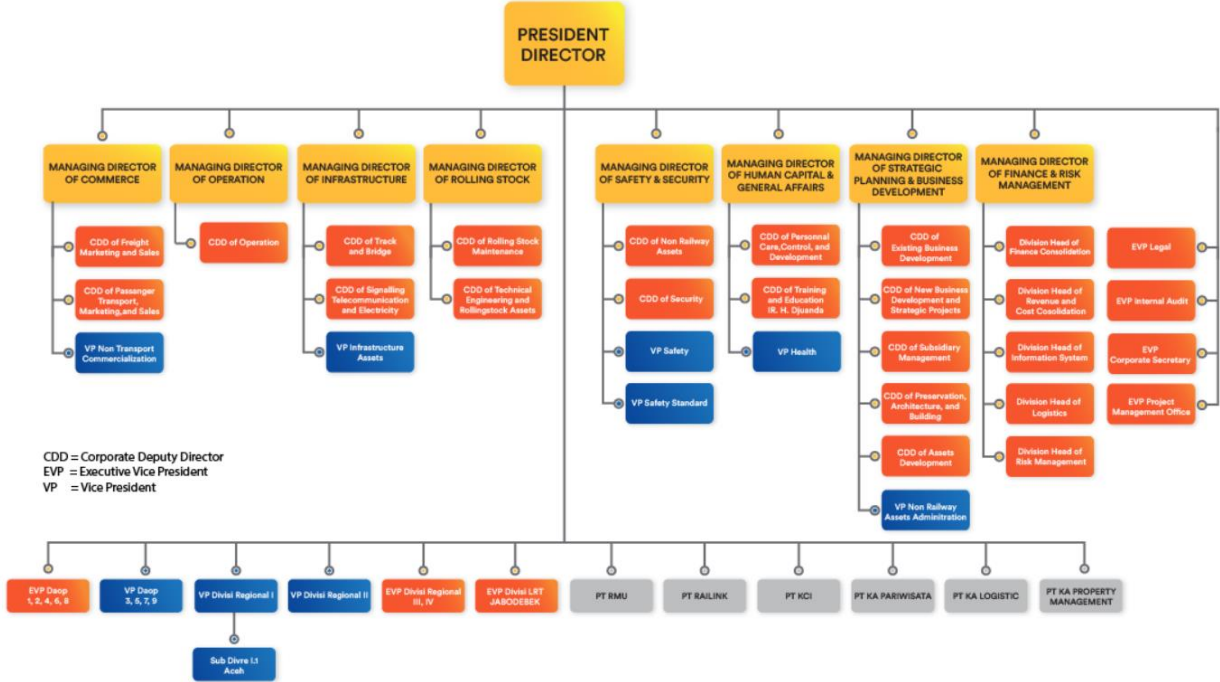 PRESIDENT
DIRECTOR
MANAGING DIRECTOR
OF COMMERCE
MANAGING DIRECTOR
OF OPERATION
MANAGING DIRECTOR
OF INFRASTRUCTURE
MANAGING DIRECTOR
OF ROLLING STOCK
MANAGING DIRECTOR
OF SAFETY & SECURITY
MANAGING DIRECTOR
OF HUMAN CAPITAL &
GENERAL AFFAIRS
MANAGING DIRECTOR
OF STRATEGIC
PLANNING & BUSINESS
DEVELOPMENT
MANAGING DIRECTOR
OF FINANCE & RISK
MANAGEMENT
CDD of Freight
Marketing and Sales
CDD of Passenger
Transport,
Marketing,and Sales
VP Non Transport
Commercialization
CDD of Operation
CDD of Track
and Bridge
CDD of Signalling
Telecommunication
and Electricity
VP Infrastructure
Assets
CDD of Rolling Stock
Maintenance
CDD of Technical
Engineering and
Rollingstock Assets
CDD of Non Railway
Assets
CDD of Security
VP Safety
VP Safety Standard
CDD of Personnal
Care,Control, and
Development
CDD of Training
and Education
IR. H. Djuanda
VP Health
CDD of
Existing Business
Development
CDD of New Business
Development and
Strategic Projects
CDD of Subsidiary
Management
CDD of Preservation,
Architecture, and
Building
CDD of Assets
Development
VP Non Railway
Assets Adminitration
Division Head of
Finance Consolidation
Division Head of
Revenue and
Cost Cosolidation
Division Head of
Information System
Division Head of
Logistics
Division Head of
Risk Management
EVP Legal
EVP Internal Audit
EVP
Corporate Secretary
EVP Project
Management Office
CDD = Corporate Deputy Director
EVP = Executive Vice President
VP = Vice President
EVP Daop
1, 2, 4, 6, 8
VP Daop
3, 5, 7, 9
VP Divisi Regional I
VP Divisi Regional II
EVP Divisi Regional
III, IV
EVP Divisi LRT
JABODEBEK
PT RMU
PT RAILINK
PT KCI
PT KA PARIWISATA
PT KA LOGISTIC
PT KA PROPERTY
MANAGEMENT
Sub Divre I.1
Aceh